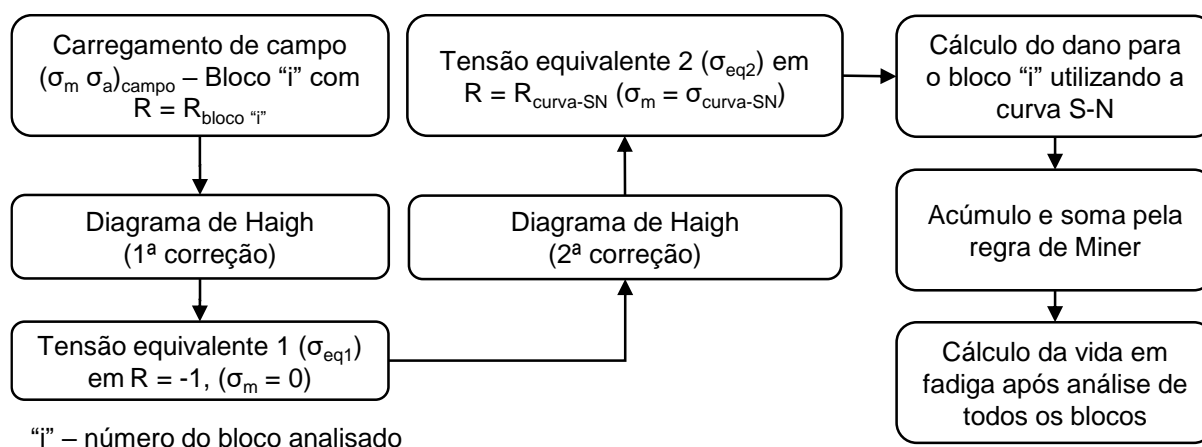 Carregamento de campo
(σm σa)campo – Bloco “i” com
R = Rbloco “i”
Diagrama de Haigh
(1ª correção)
Tensão equivalente 1 (σeq1)
em R = -1, (σm = 0)
Tensão equivalente 2 (σeq2) em
R = Rcurva-SN (σm = σcurva-SN)
Diagrama de Haigh
(2ª correção)
Cálculo do dano para
o bloco “i” utilizando a
curva S-N
Acúmulo e soma pela
regra de Miner
Cálculo da vida em
fadiga após análise de
todos os blocos
“i” – número do bloco analisado